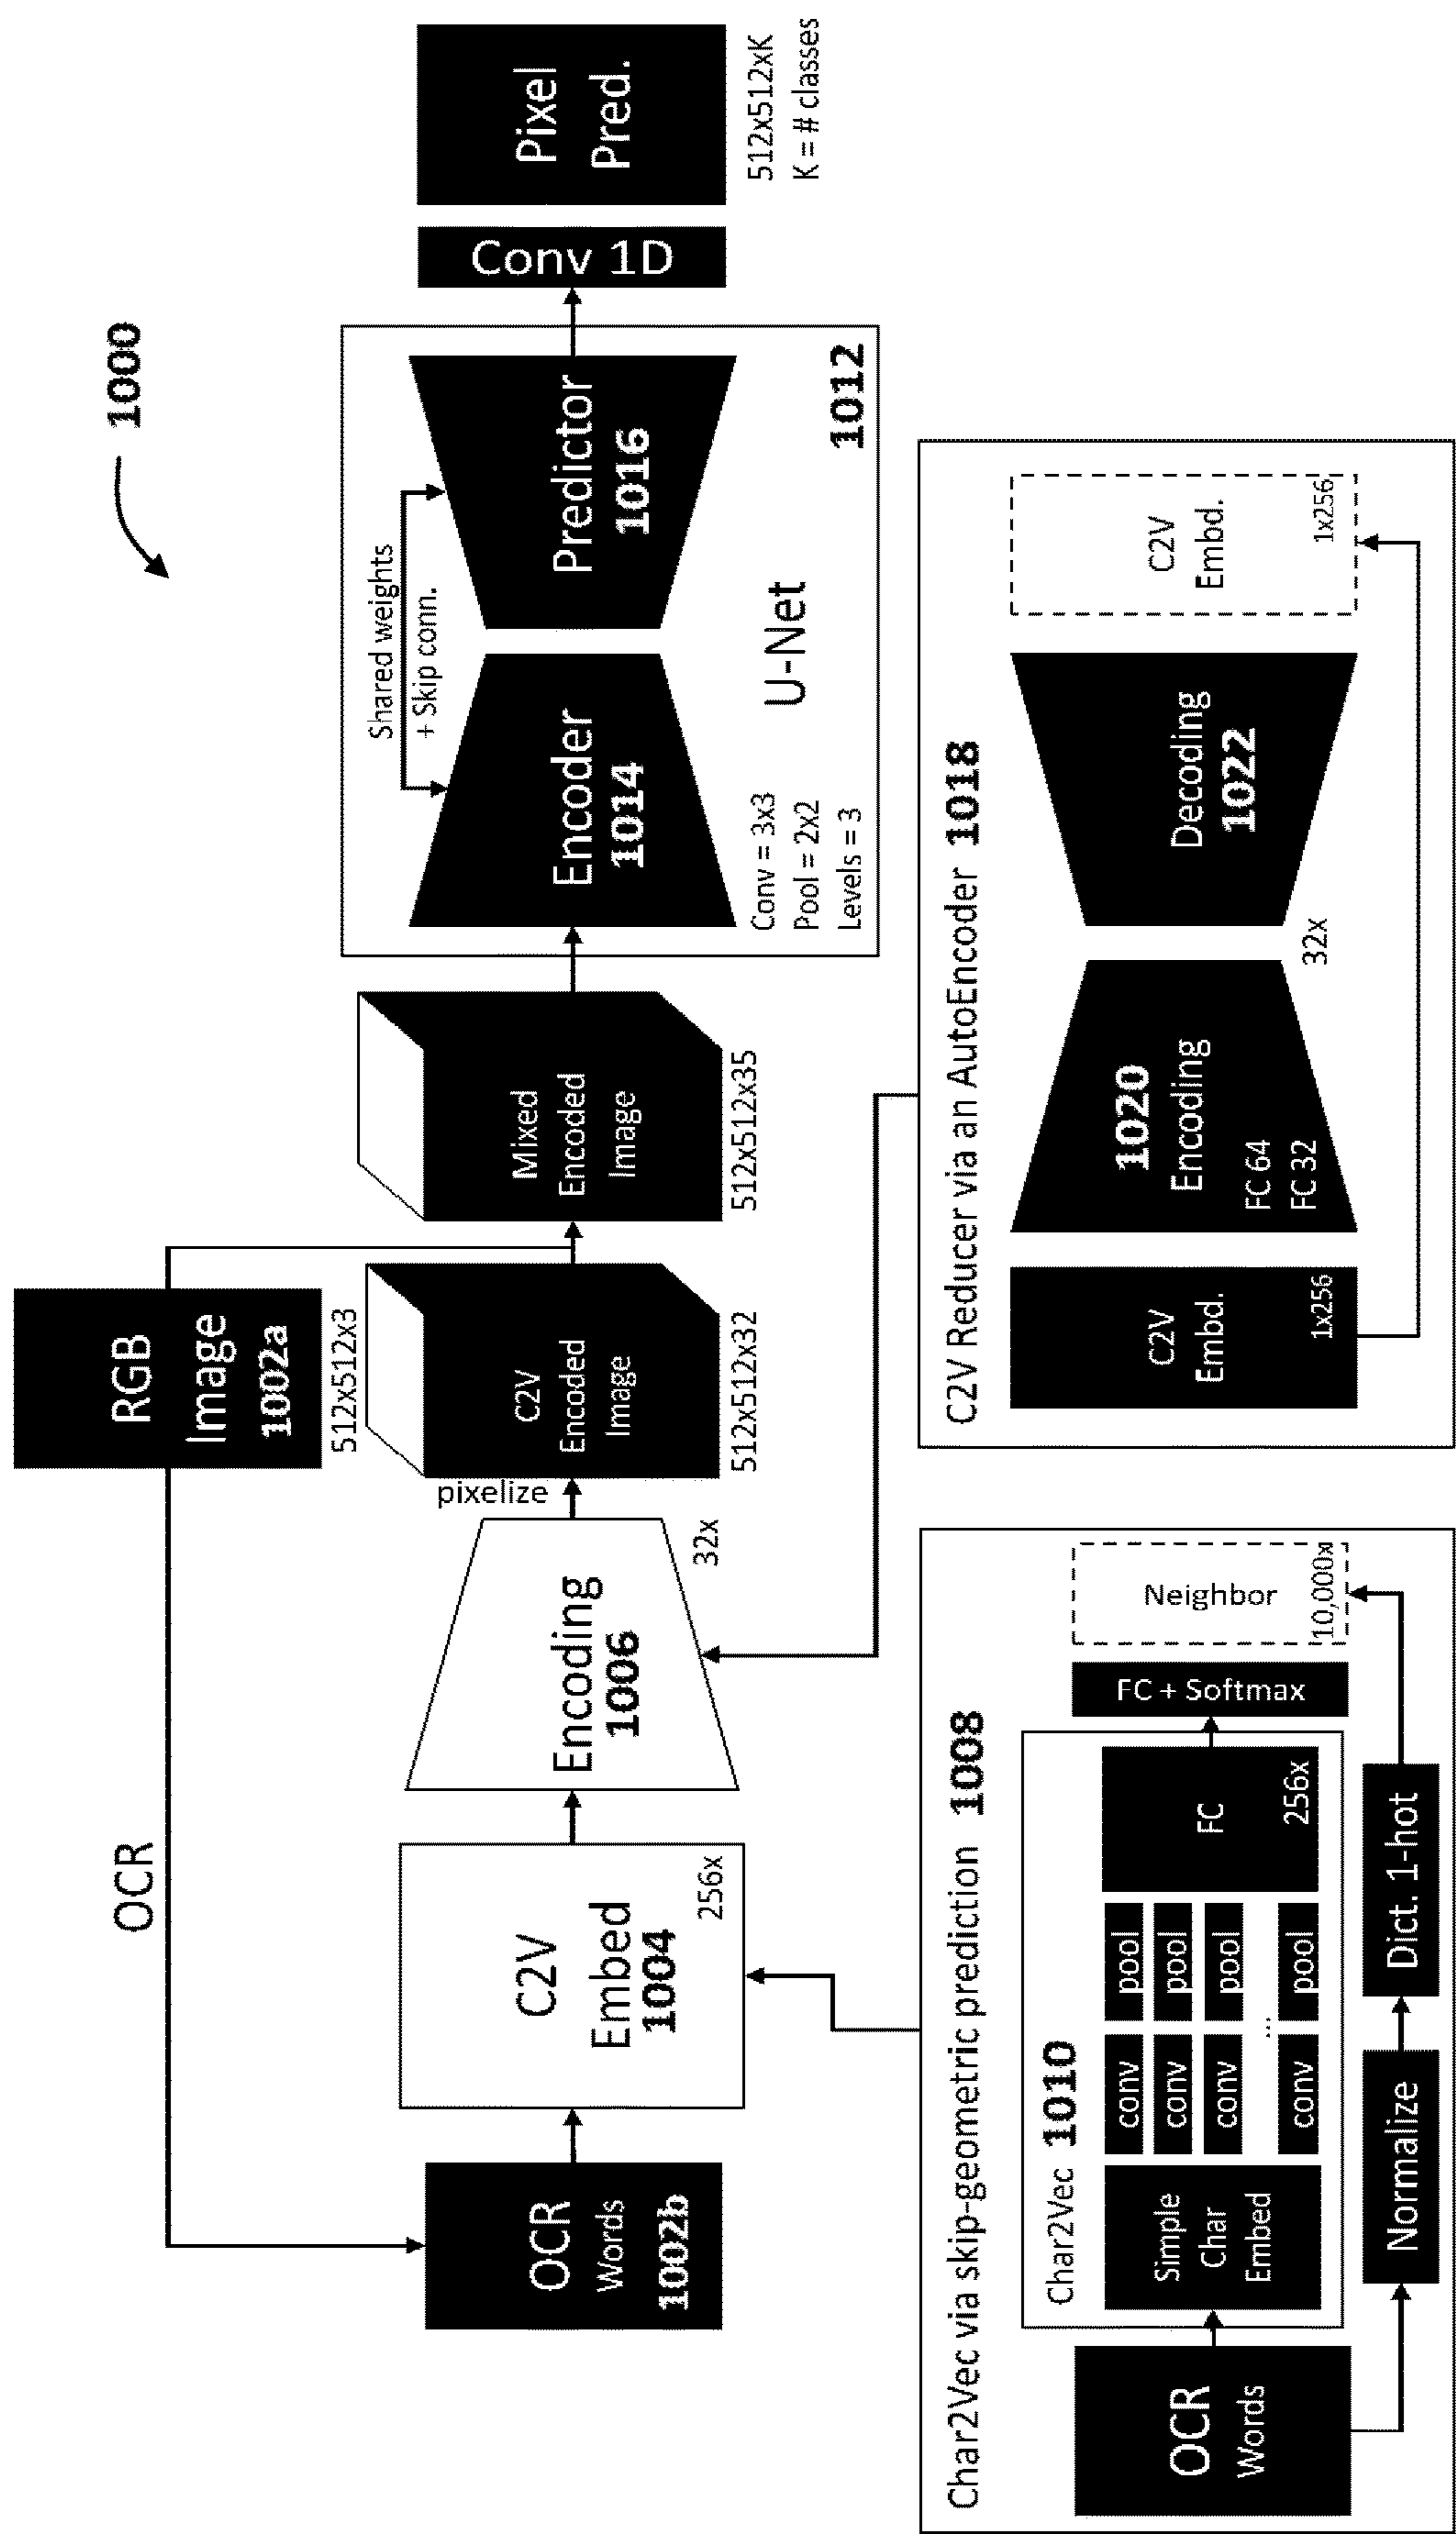 1000
OCR
RGB
Image
1002a
512x512x3
OCR
Words
1002b
C2V
Embed
1004
256x
Encoding
1006
32x
pixelize
C2V
Encoded
Image
512x512x32
Mixed
Encoded
Image
512x512x35
Shared weights
+ Skip conn.
Encoder
1014
Predictor
1016
Conv = 3x3
Pool = 2x2
Levels = 3
U-Net
1012
Conv 1D
Pixel
Pred.
512x512xK
K = # classes
Char2Vec via skip-geometric prediction 1008
OCR
Words
Char2Vec 1010
Simple
Char
Embed
conv pool
conv pool
conv pool
...
conv pool
FC
256x
FC + Softmax
Neighbor
10,000x
Normalize
Dict. 1-hot
C2V Reducer via an AutoEncoder 1018
C2V
Embd.
1x256
1020
Encoding
FC 64
FC 32
32x
Decoding
1022
C2V
Embd.
1x256